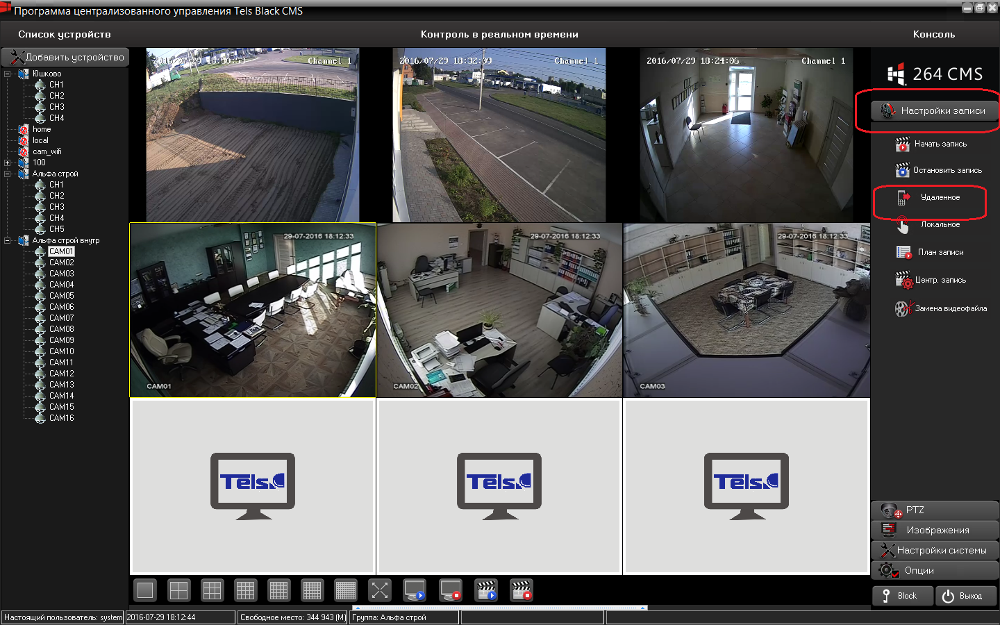 Программа централизованного управления Tels Black CMS
Список устройств
Контроль в реальном времени
Консоль
Добавить устройство
Юшково
CH1
CH2
CH3
CH4
home
local
cam_wifi
100
Альфа строй
CH1
CH2
CH3
CH4
CH5
Альфа строй внутр
CAM01
CAM02
CAM03
CAM04
CAM05
CAM06
CAM07
CAM08
CAM09
CAM10
CAM11
CAM12
CAM13
CAM14
CAM15
CAM16
2016/07/29 18:30:53 Channel 1
2016/07/29 18:32:09 Channel 1
2016/07/29 18:24:06 Channel 1
29-07-2016 18:12:33
CAM01
29-07-2016 18:12:33
CAM02
29-07-2016 18:12:33
CAM03
Tels
Tels
Tels
264 CMS
Настройки записи
Начать запись
Остановить запись
Удаленное
Локальное
План записи
Центр. запись
Замена видеофайла
PTZ
Изображения
Настройки системы
Опции
Block
Выход
Настоящий пользователь: system
2016-07-29 18:12:44
Свободное место: 344 943 (M)
Группа: Альфа строй